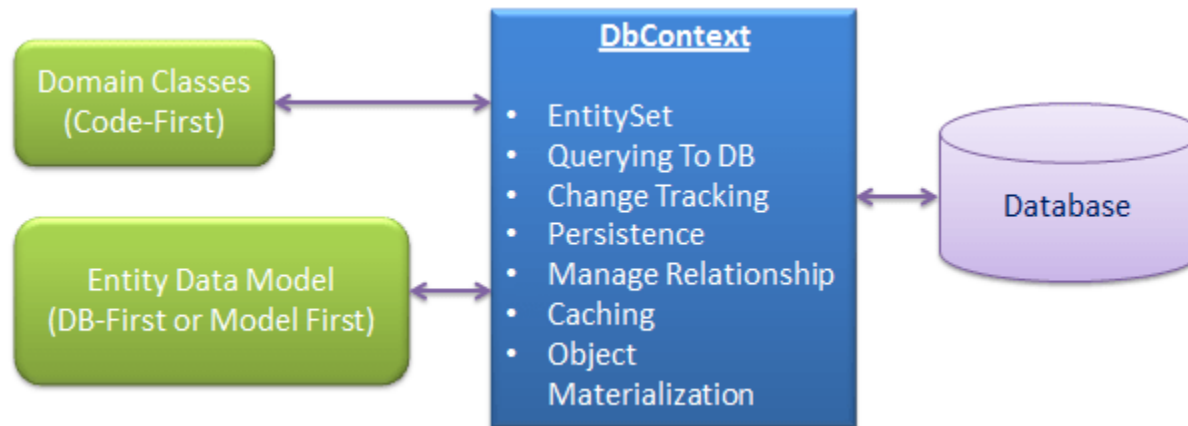 Domain Classes
(Code-First)
Entity Data Model
(DB-First or Model First)
DbContext
• EntitySet
• Querying To DB
• Change Tracking
• Persistence
• Manage Relationship
• Caching
• Object
Materialization
Database